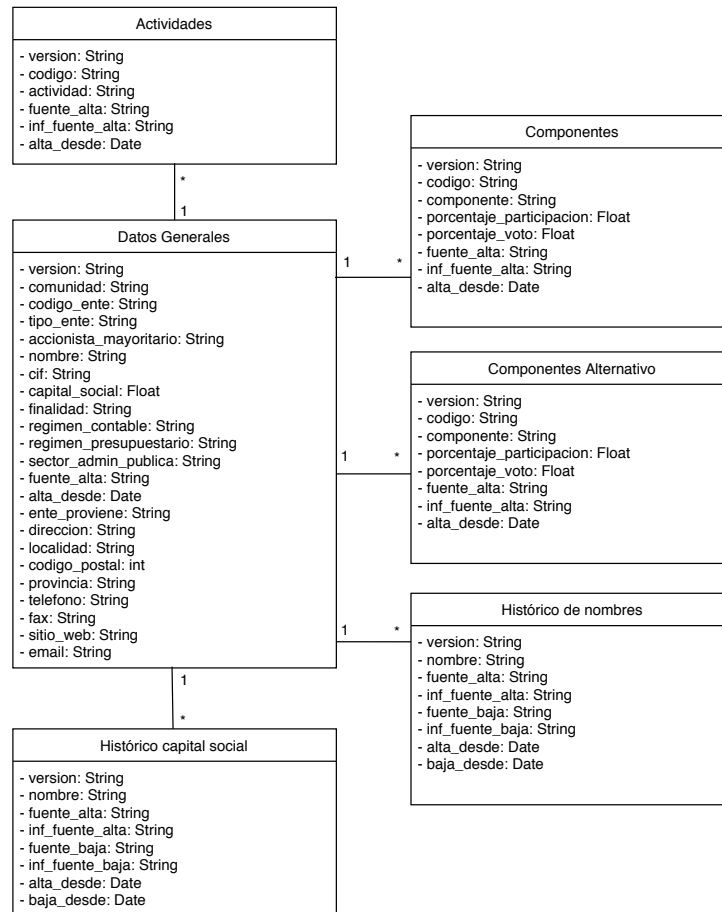 Actividades
- version: String
- codigo: String
- actividad: String
- fuente_alta: String
- inf_fuente_alta: String
- alta_desde: Date
*
1
Datos Generales
- version: String
- comunidad: String
- codigo_ente: String
- tipo_ente: String
- accionista_mayoritario: String
- nombre: String
- cif: String
- capital_social: Float
- finalidad: String
- regimen_contable: String
- regimen_presupuestario: String
- sector_admin_publica: String
- fuente_alta: String
- alta_desde: Date
- ente_proviene: String
- direccion: String
- localidad: String
- codigo_postal: int
- provincia: String
- telefono: String
- fax: String
- sitio_web: String
- email: String
1 *
Componentes
- version: String
- codigo: String
- componente: String
- porcentaje_participacion: Float
- porcentaje_voto: Float
- fuente_alta: String
- inf_fuente_alta: String
- alta_desde: Date
1 *
Componentes Alternativo
- version: String
- codigo: String
- componente: String
- porcentaje_participacion: Float
- porcentaje_voto: Float
- fuente_alta: String
- inf_fuente_alta: String
- alta_desde: Date
1 *
Histórico de nombres
- version: String
- nombre: String
- fuente_alta: String
- inf_fuente_alta: String
- fuente_baja: String
- inf_fuente_baja: String
- alta_desde: Date
- baja_desde: Date
1
*
Histórico capital social
- version: String
- nombre: String
- fuente_alta: String
- inf_fuente_alta: String
- fuente_baja: String
- inf_fuente_baja: String
- alta_desde: Date
- baja_desde: Date